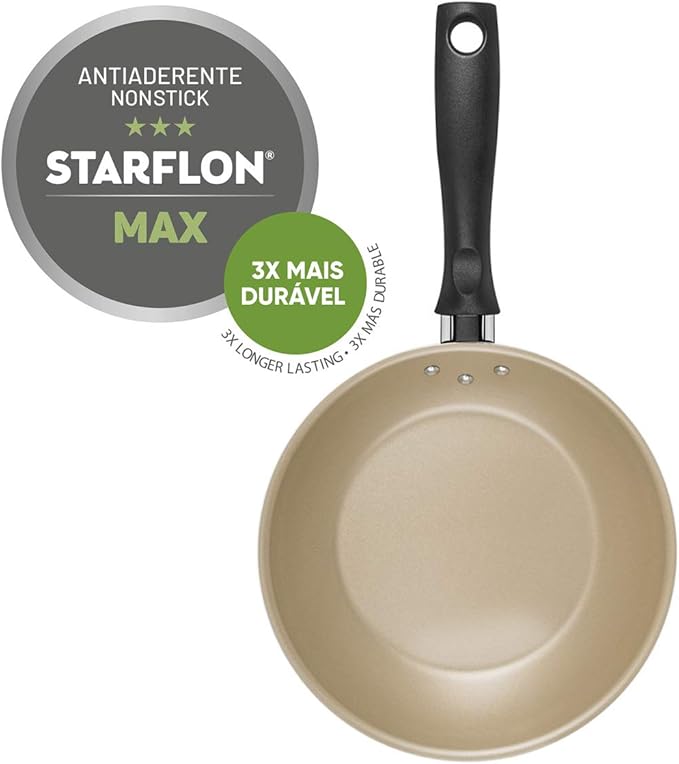 ANTIADERENTE
NONSTICK
STARFLON®
MAX
3X MAIS
DURÁVEL
3X LONGER LASTING • 3X MÁS DURABLE